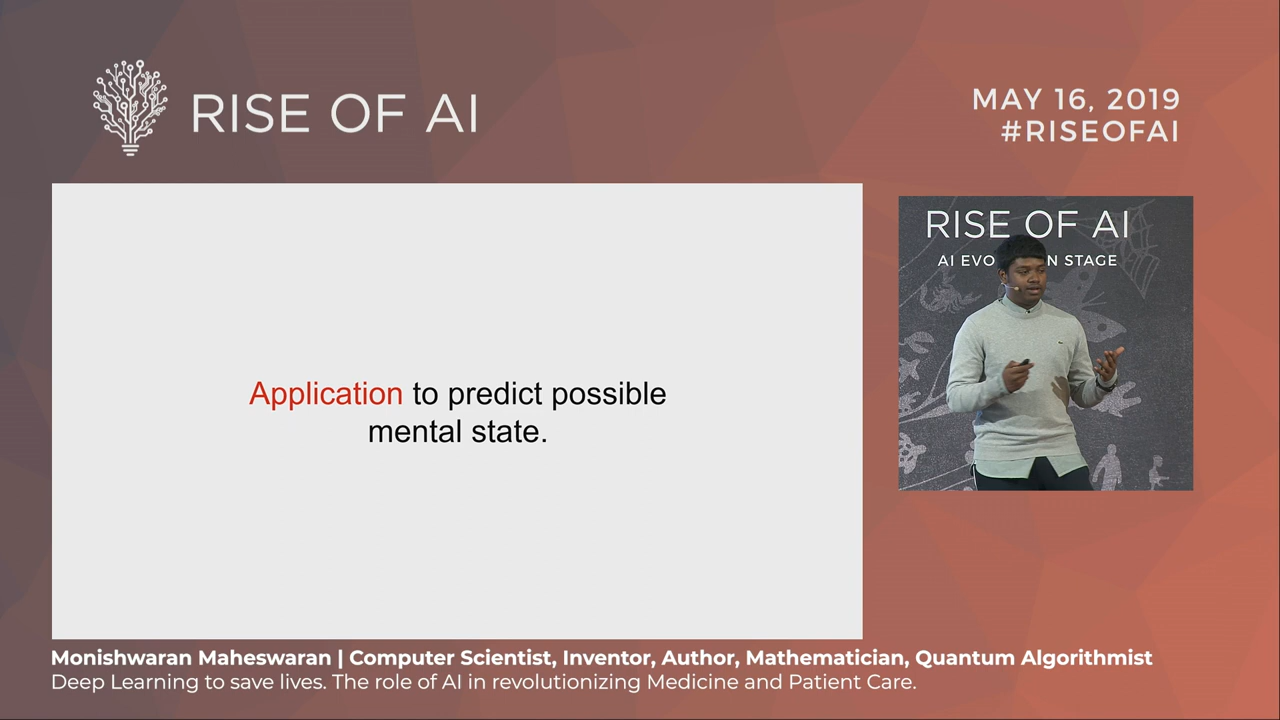 RISE OF AI
MAY 16, 2019
#RISEOFAI
Application to predict possible
mental state.
RISE OF AI
AI EVO N STAGE
Monishwaran Maheswaran | Computer Scientist, Inventor, Author, Mathematician, Quantum Algorithmist
Deep Learning to save lives. The role of AI in revolutionizing Medicine and Patient Care.